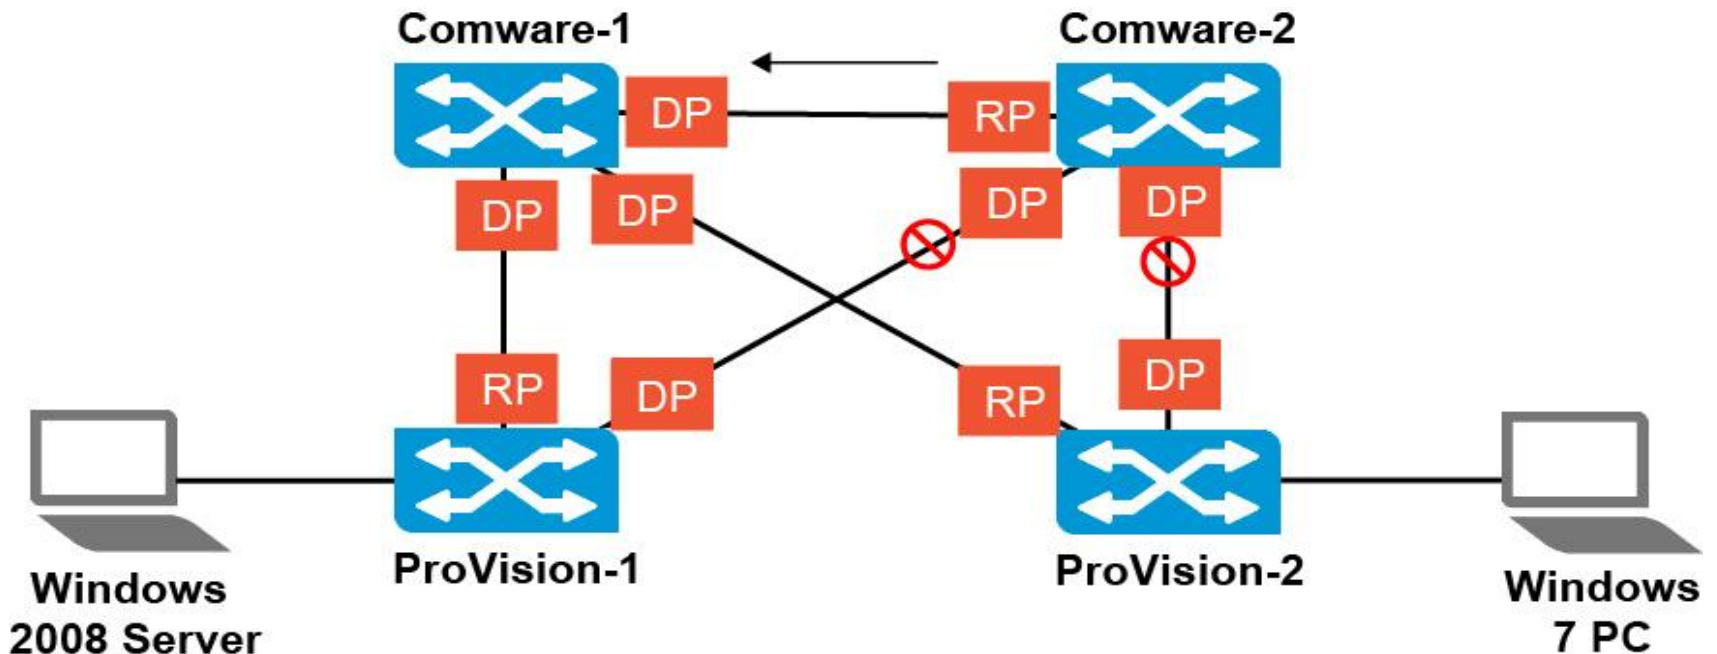 Comware-1
Comware-2
DP
RP
DP
DP
DP
DP
RP
DP
RP
DP
ProVision-1
ProVision-2
Windows
2008 Server
Windows
7 PC